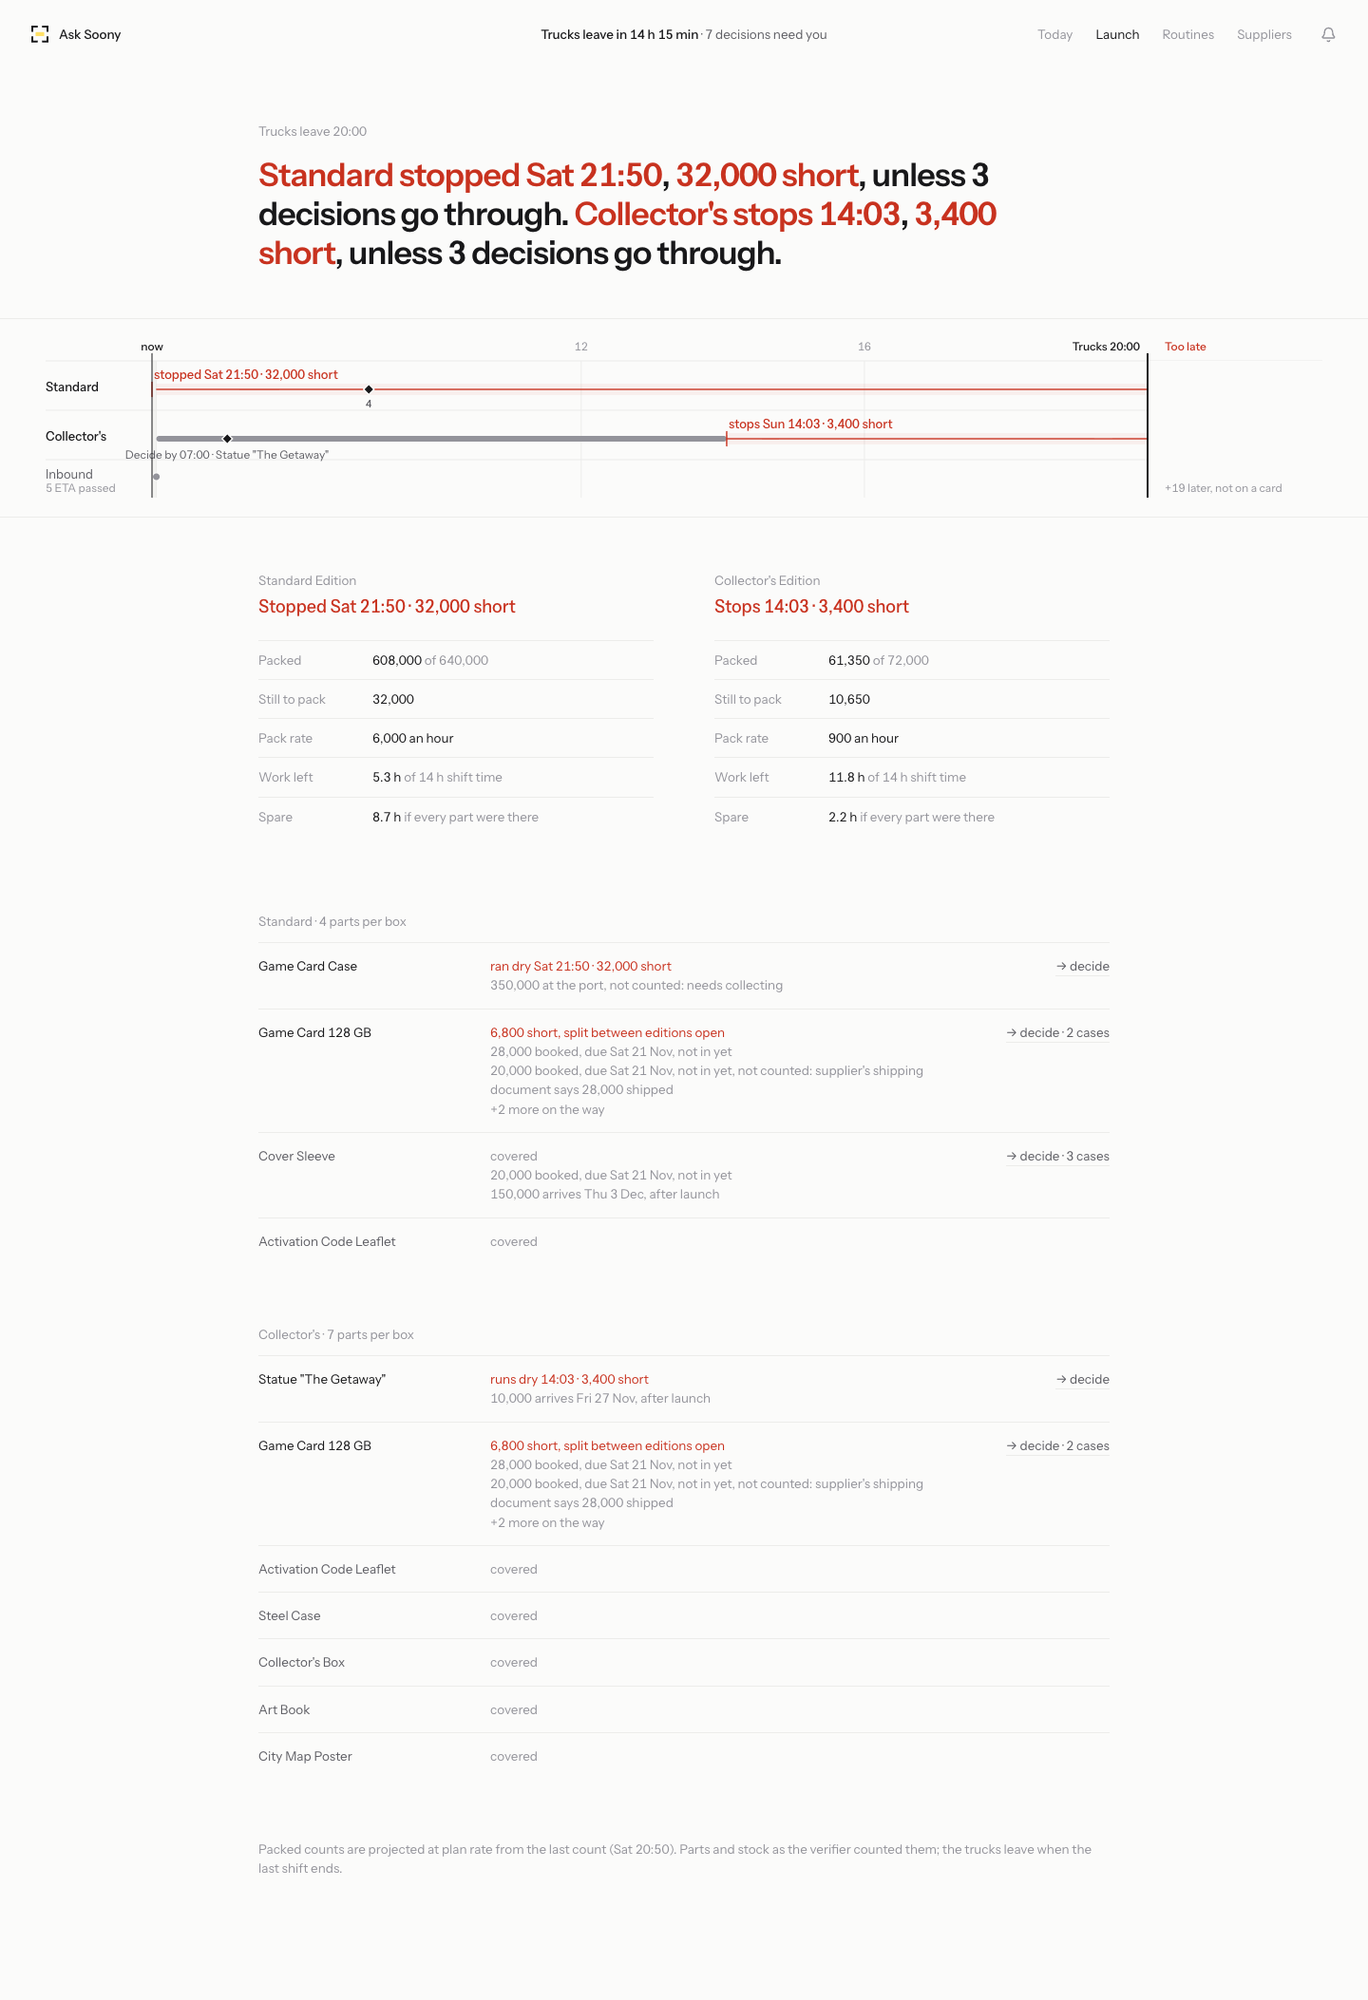 Ask Soony
Trucks leave in 14 h 15 min · 7 decisions need you
Today
Launch
Routines
Suppliers
Trucks leave 20:00
Standard stopped Sat 21:50, 32,000 short, unless 3
decisions go through. Collector's stops 14:03, 3,400
short, unless 3 decisions go through.
now
12
16
Trucks 20:00
Too late
Standard
stopped Sat 21:50 · 32,000 short
4
Collector's
stops Sun 14:03 · 3,400 short
Decide by 07:00 · Statue "The Getaway"
Inbound
5 ETA passed
+19 later, not on a card
Standard Edition
Stopped Sat 21:50 · 32,000 short
Packed
608,000 of 640,000
Still to pack
32,000
Pack rate
6,000 an hour
Work left
5.3 h of 14 h shift time
Spare
8.7 h if every part were there
Collector's Edition
Stops 14:03 · 3,400 short
Packed
61,350 of 72,000
Still to pack
10,650
Pack rate
900 an hour
Work left
11.8 h of 14 h shift time
Spare
2.2 h if every part were there
Standard · 4 parts per box
Game Card Case
ran dry Sat 21:50 · 32,000 short
350,000 at the port, not counted: needs collecting
→ decide
Game Card 128 GB
6,800 short, split between editions open
28,000 booked, due Sat 21 Nov, not in yet
20,000 booked, due Sat 21 Nov, not in yet, not counted: supplier's shipping
document says 28,000 shipped
+2 more on the way
→ decide · 2 cases
Cover Sleeve
covered
20,000 booked, due Sat 21 Nov, not in yet
150,000 arrives Thu 3 Dec, after launch
→ decide · 3 cases
Activation Code Leaflet
covered
Collector's · 7 parts per box
Statue "The Getaway"
runs dry 14:03 · 3,400 short
10,000 arrives Fri 27 Nov, after launch
→ decide
Game Card 128 GB
6,800 short, split between editions open
28,000 booked, due Sat 21 Nov, not in yet
20,000 booked, due Sat 21 Nov, not in yet, not counted: supplier's shipping
document says 28,000 shipped
+2 more on the way
→ decide · 2 cases
Activation Code Leaflet
covered
Steel Case
covered
Collector's Box
covered
Art Book
covered
City Map Poster
covered
Packed counts are projected at plan rate from the last count (Sat 20:50). Parts and stock as the verifier counted them; the trucks leave when the
last shift ends.